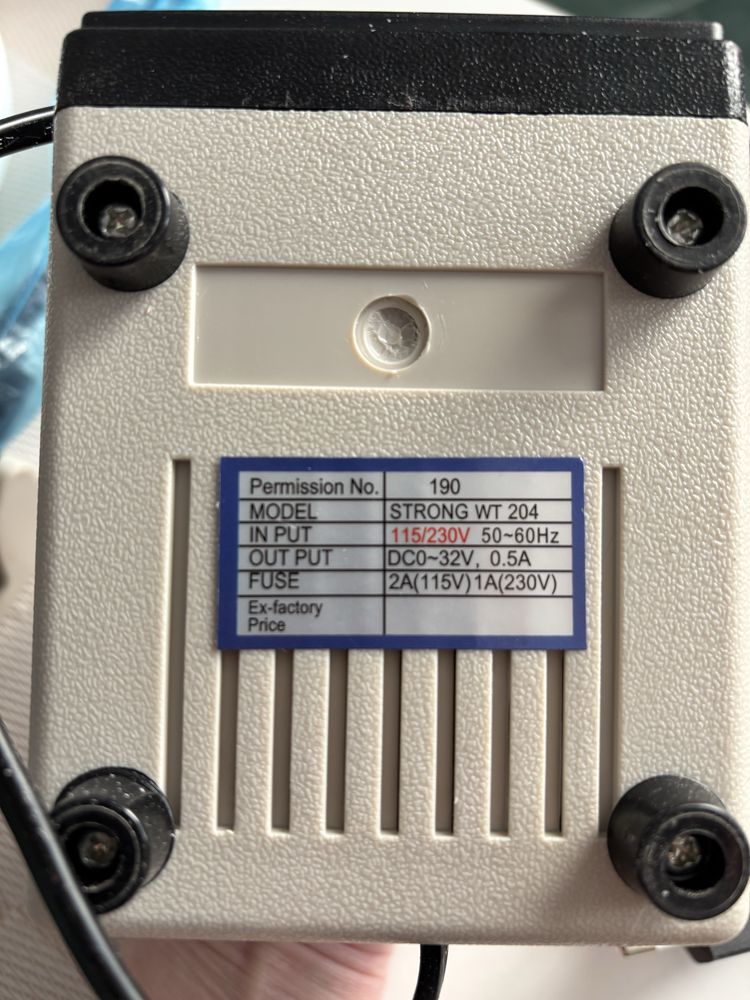 Permission No. 190
MODEL STRONG WT 204
IN PUT 115/230V 50~60Hz
OUT PUT DC0~32V, 0.5A
FUSE 2A(115V)1A(230V)
Ex-factory
Price